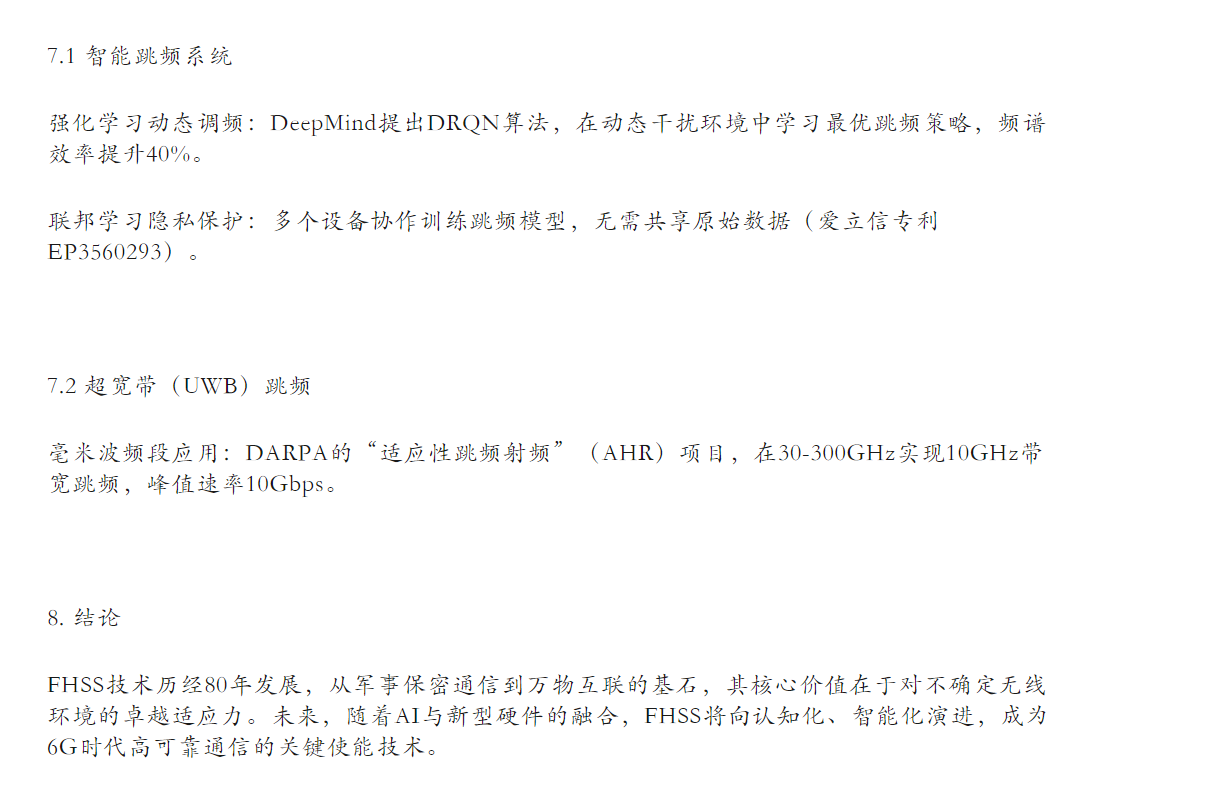 7.1 智能跳频系统
强化学习动态调频：DeepMind提出DRQN算法，在动态干扰环境中学习最优跳频策略，频谱
效率提升40%。
联邦学习隐私保护：多个设备协作训练跳频模型，无需共享原始数据（爱立信专利
EP3560293）。
7.2 超宽带（UWB）跳频
毫米波频段应用：DARPA的“适应性跳频射频”（AHR）项目，在30-300GHz实现10GHz带
宽跳频，峰值速率10Gbps。
8. 结论
FHSS技术历经80年发展，从军事保密通信到万物互联的基石，其核心价值在于对不确定无线
环境的卓越适应力。未来，随着AI与新型硬件的融合，FHSS将向认知化、智能化演进，成为
6G时代高可靠通信的关键使能技术。